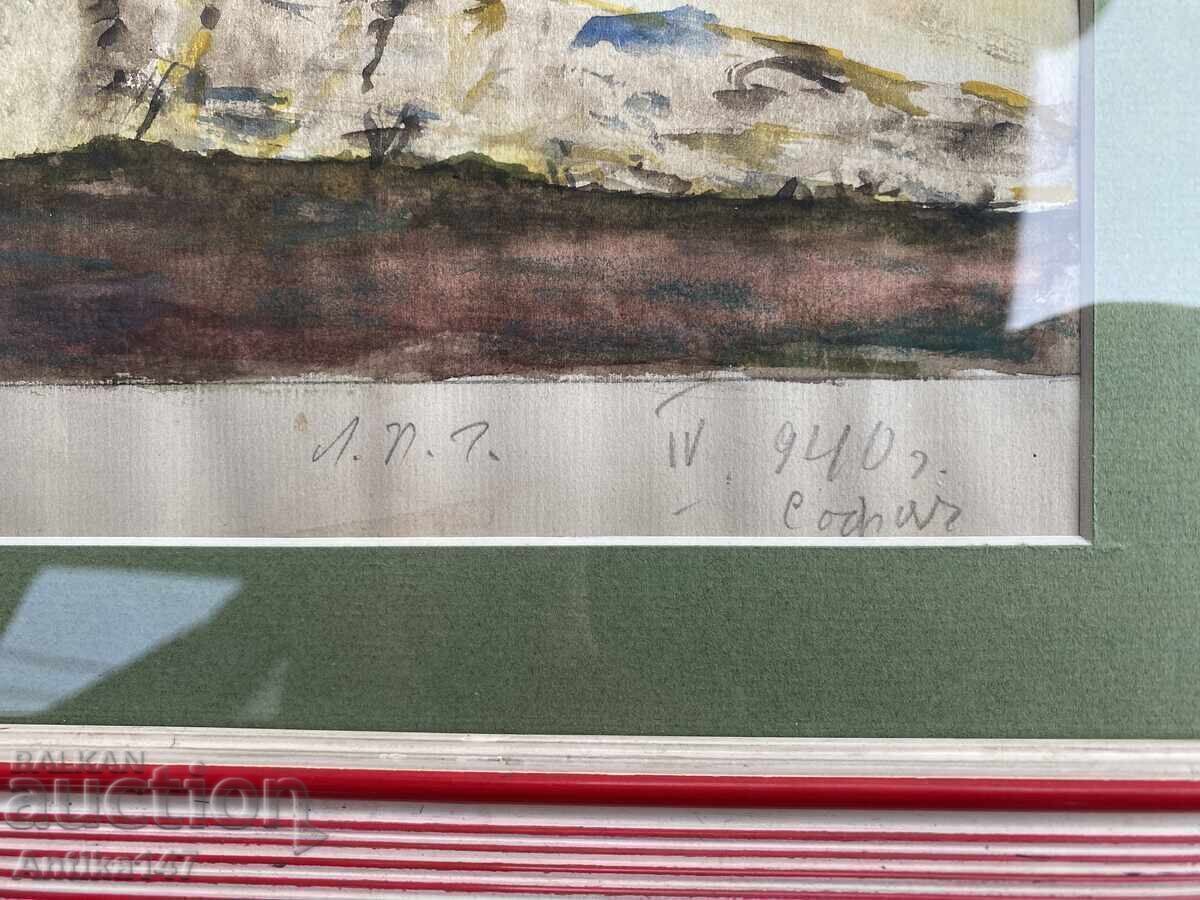 Л.П.Г. IV 940 г.
София
BALKAN
auction
Antika147